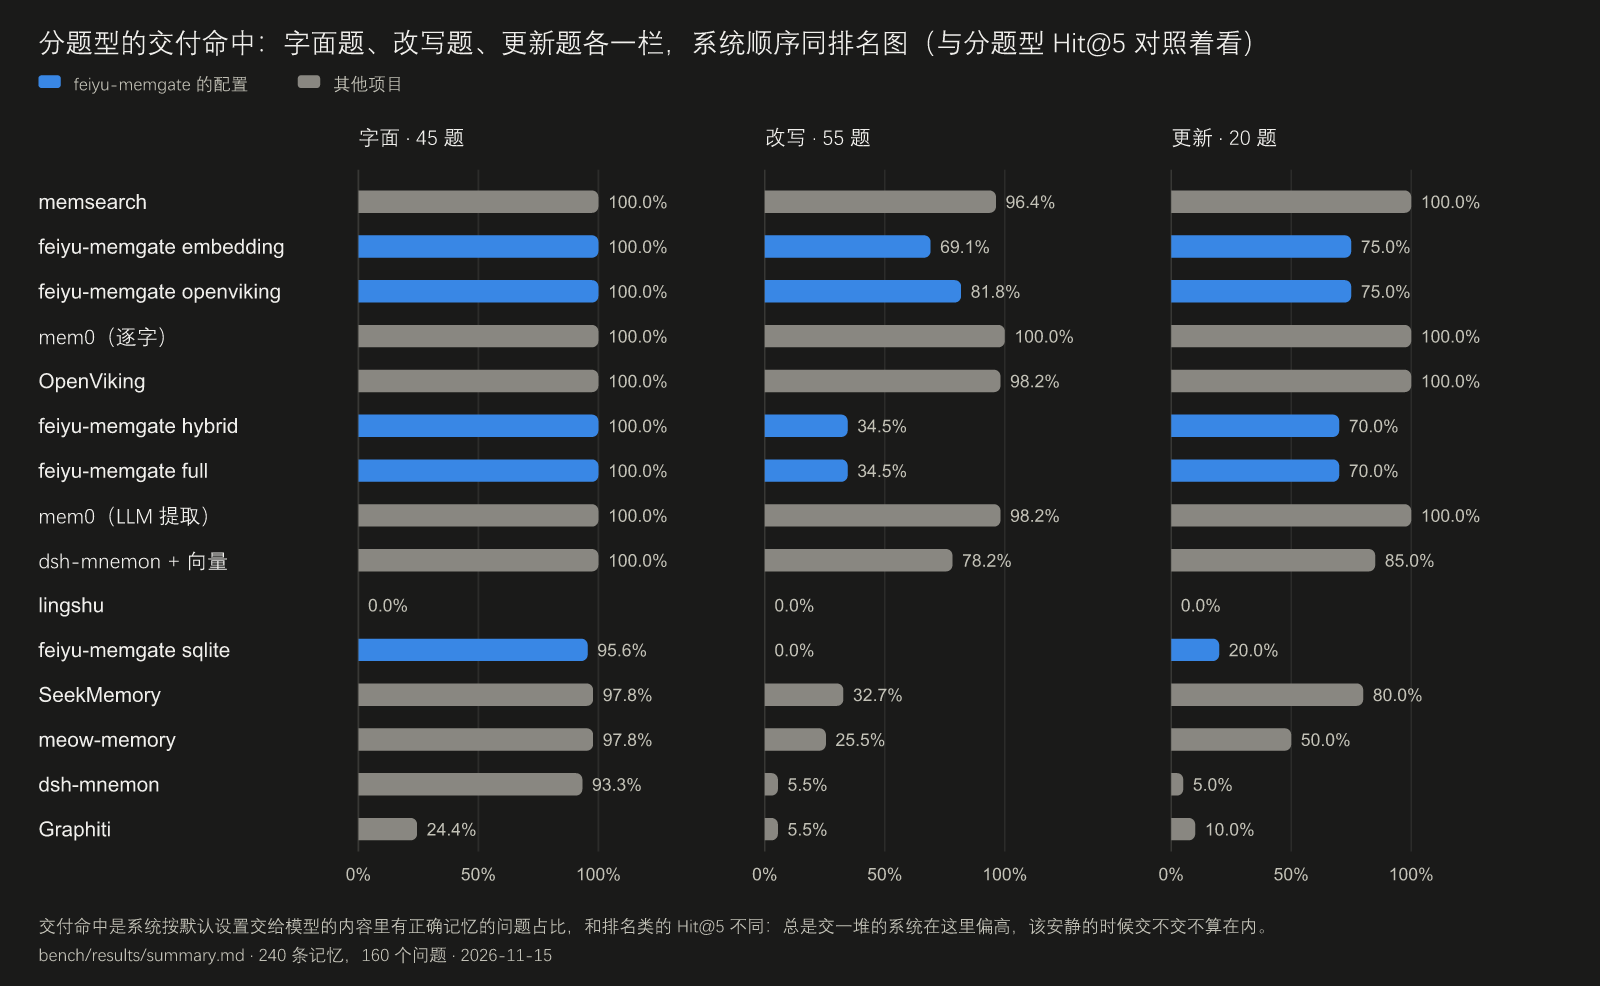 分题型的交付命中：字面题、改写题、更新题各一栏，系统顺序同排名图（与分题型 Hit@5 对照着看）
feiyu-memgate 的配置 其他项目
字面 · 45 题 改写 · 55 题 更新 · 20 题
memsearch 100.0% 96.4% 100.0%
feiyu-memgate embedding 100.0% 69.1% 75.0%
feiyu-memgate openviking 100.0% 81.8% 75.0%
mem0（逐字） 100.0% 100.0% 100.0%
OpenViking 100.0% 98.2% 100.0%
feiyu-memgate hybrid 100.0% 34.5% 70.0%
feiyu-memgate full 100.0% 34.5% 70.0%
mem0（LLM 提取） 100.0% 98.2% 100.0%
dsh-mnemon + 向量 100.0% 78.2% 85.0%
lingshu 0.0% 0.0% 0.0%
feiyu-memgate sqlite 95.6% 0.0% 20.0%
SeekMemory 97.8% 32.7% 80.0%
meow-memory 97.8% 25.5% 50.0%
dsh-mnemon 93.3% 5.5% 5.0%
Graphiti 24.4% 5.5% 10.0%
0% 50% 100% 0% 50% 100% 0% 50% 100%
交付命中是系统按默认设置交给模型的内容里有正确记忆的问题占比，和排名类的 Hit@5 不同：总是交一堆的系统在这里偏高，该安静的时候交不交不算在内。
bench/results/summary.md · 240 条记忆，160 个问题 · 2026-11-15